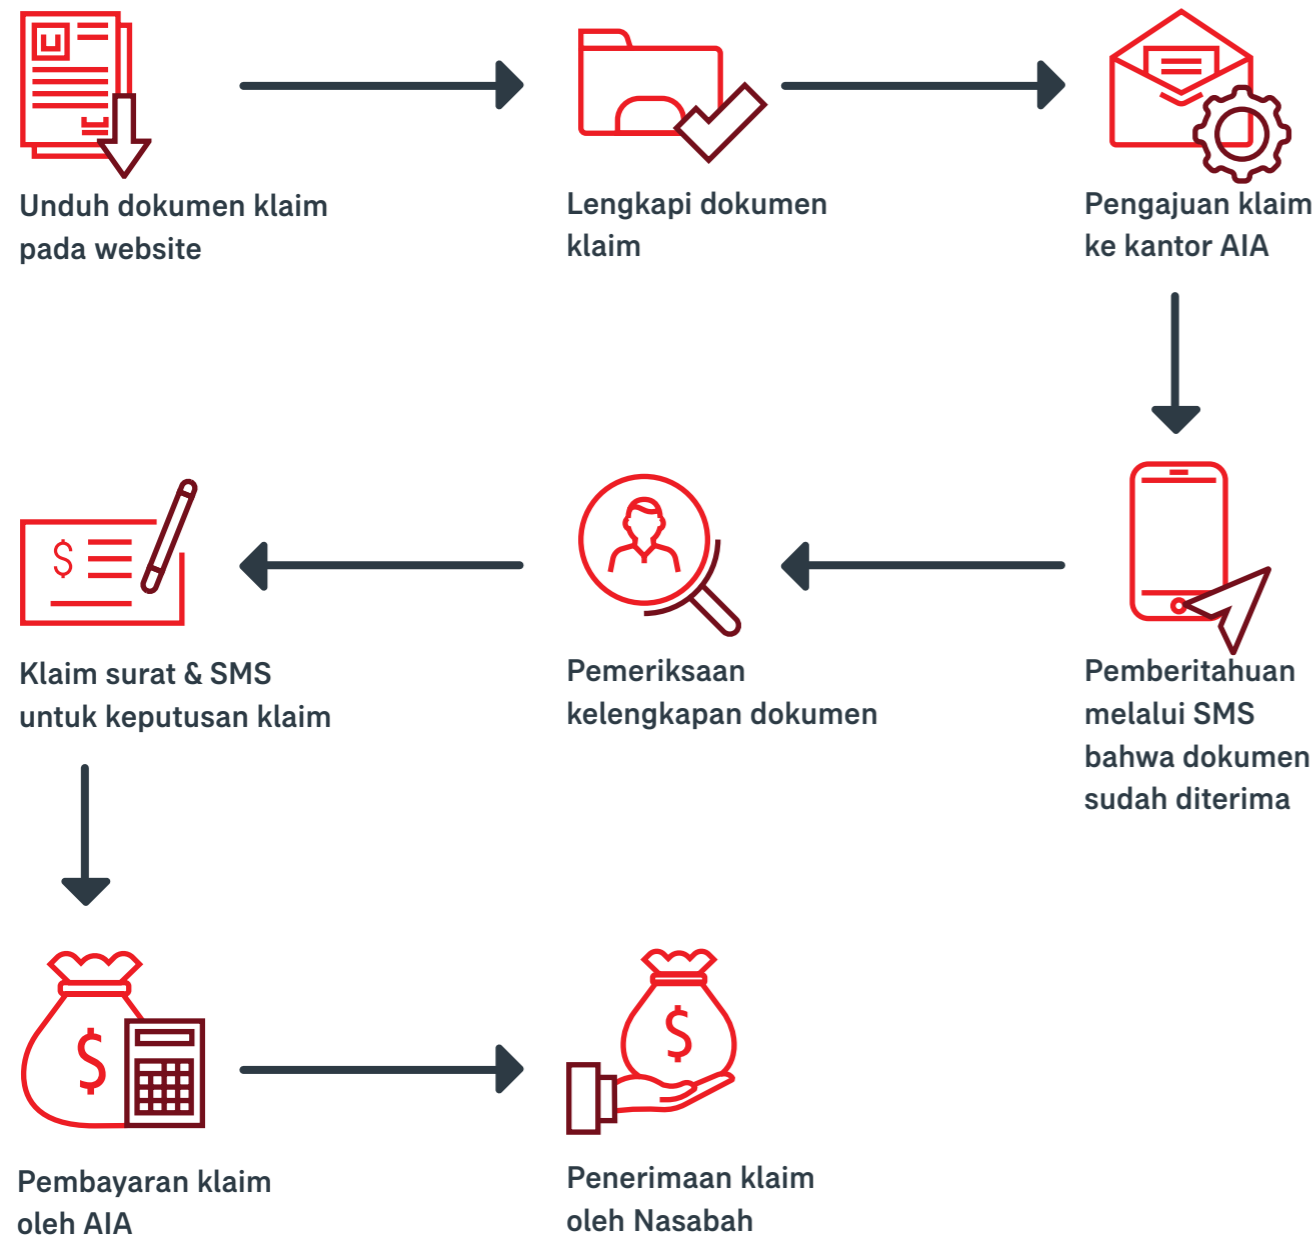 Unduh dokumen klaim
pada website
Lengkapi dokumen
klaim
Pengajuan klaim
ke kantor AIA
Pemberitahuan
melalui SMS
bahwa dokumen
sudah diterima
Pemeriksaan
kelengkapan dokumen
Klaim surat & SMS
untuk keputusan klaim
Pembayaran klaim
oleh AIA
Penerimaan klaim
oleh Nasabah